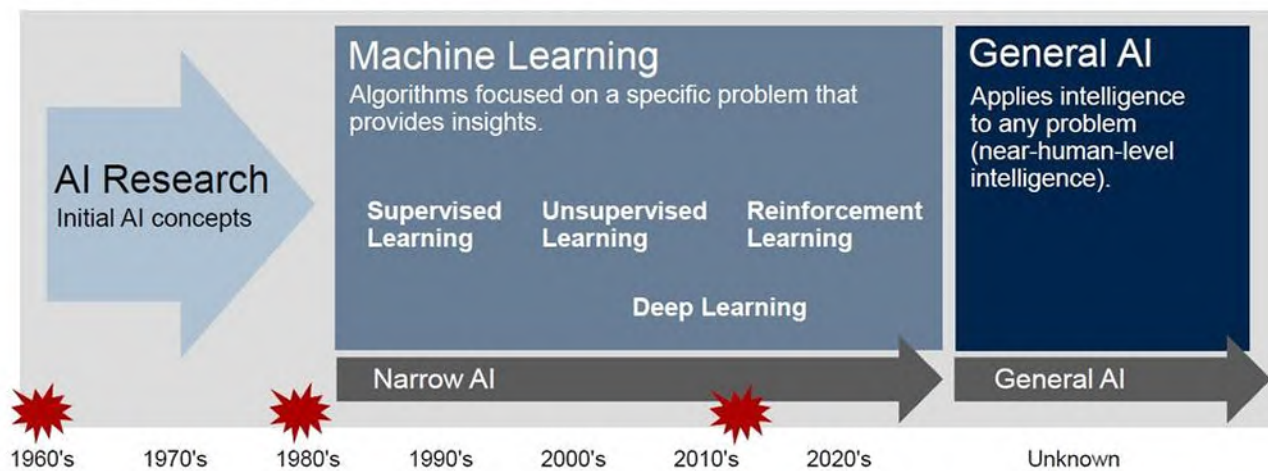 AI Research
Initial AI concepts
Machine Learning
Algorithms focused on a specific problem that
provides insights.
Supervised
Learning
Unsupervised
Learning
Reinforcement
Learning
Deep Learning
General AI
Applies intelligence
to any problem
(near-human-level
intelligence).
Narrow AI
General AI
1960's
1970's
1980's
1990's
2000's
2010's
2020's
Unknown